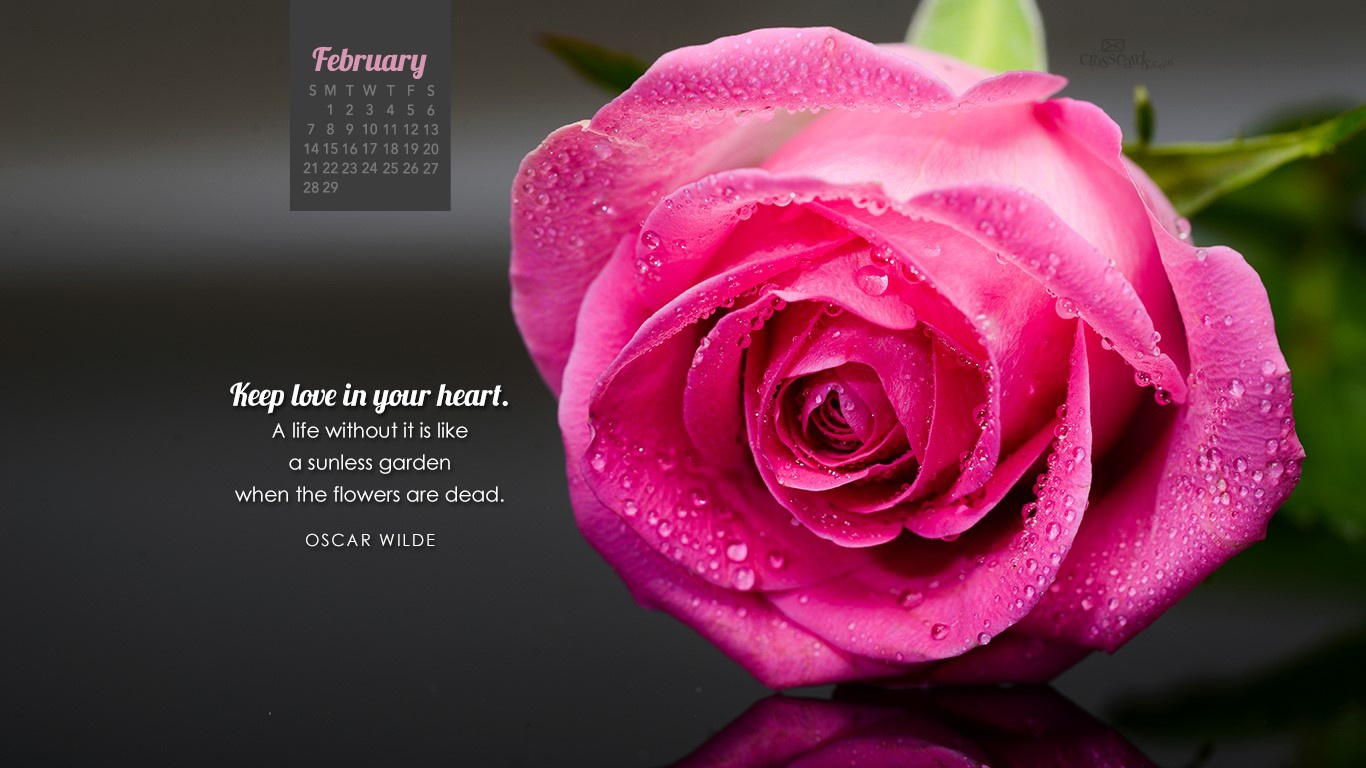 February
S M T W T F S
1 2 3 4 5 6
7 8 9 10 11 12 13
14 15 16 17 18 19 20
21 22 23 24 25 26 27
28 29
Keep love in your heart.
A life without it is like
a sunless garden
when the flowers are dead.
OSCAR WILDE